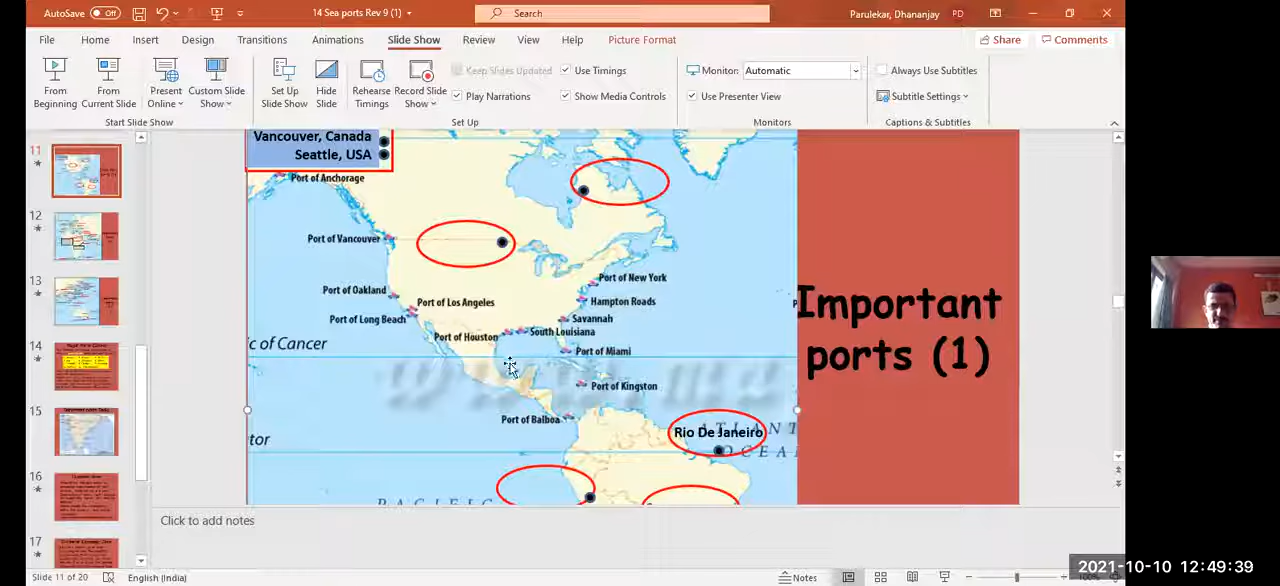 AutoSave Off 14 Sea ports Rev 9 (1) Search Parulekar, Dhananjay PD
File Home Insert Design Transitions Animations Slide Show Review View Help Picture Format Share Comments
From Beginning From Current Slide Present Online Custom Slide Show Set Up Slide Show Hide Slide Rehearse Timings Record Slide Show
Keep Slides Updated Use Timings
Play Narrations Show Media Controls
Monitor: Automatic
Use Presenter View
Always Use Subtitles
Subtitle Settings
Start Slide Show Set Up Monitors Captions & Subtitles
11
12
13
14
15
16
17
Vancouver, Canada
Seattle, USA
Port of Anchorage
Port of Vancouver
Port of New York
Port of Oakland
Port of Los Angeles
Hampton Roads
Port of Long Beach
Savannah
Port of Houston
South Louisiana
c of Cancer
Port of Miami
Port of Kingston
Port of Balboa
Rio De Janeiro
ATLANT
tor
OCEA
PACIFIC
Important
ports (1)
Click to add notes
Slide 11 of 20 English (India) Notes
2021-10-10 12:49:39